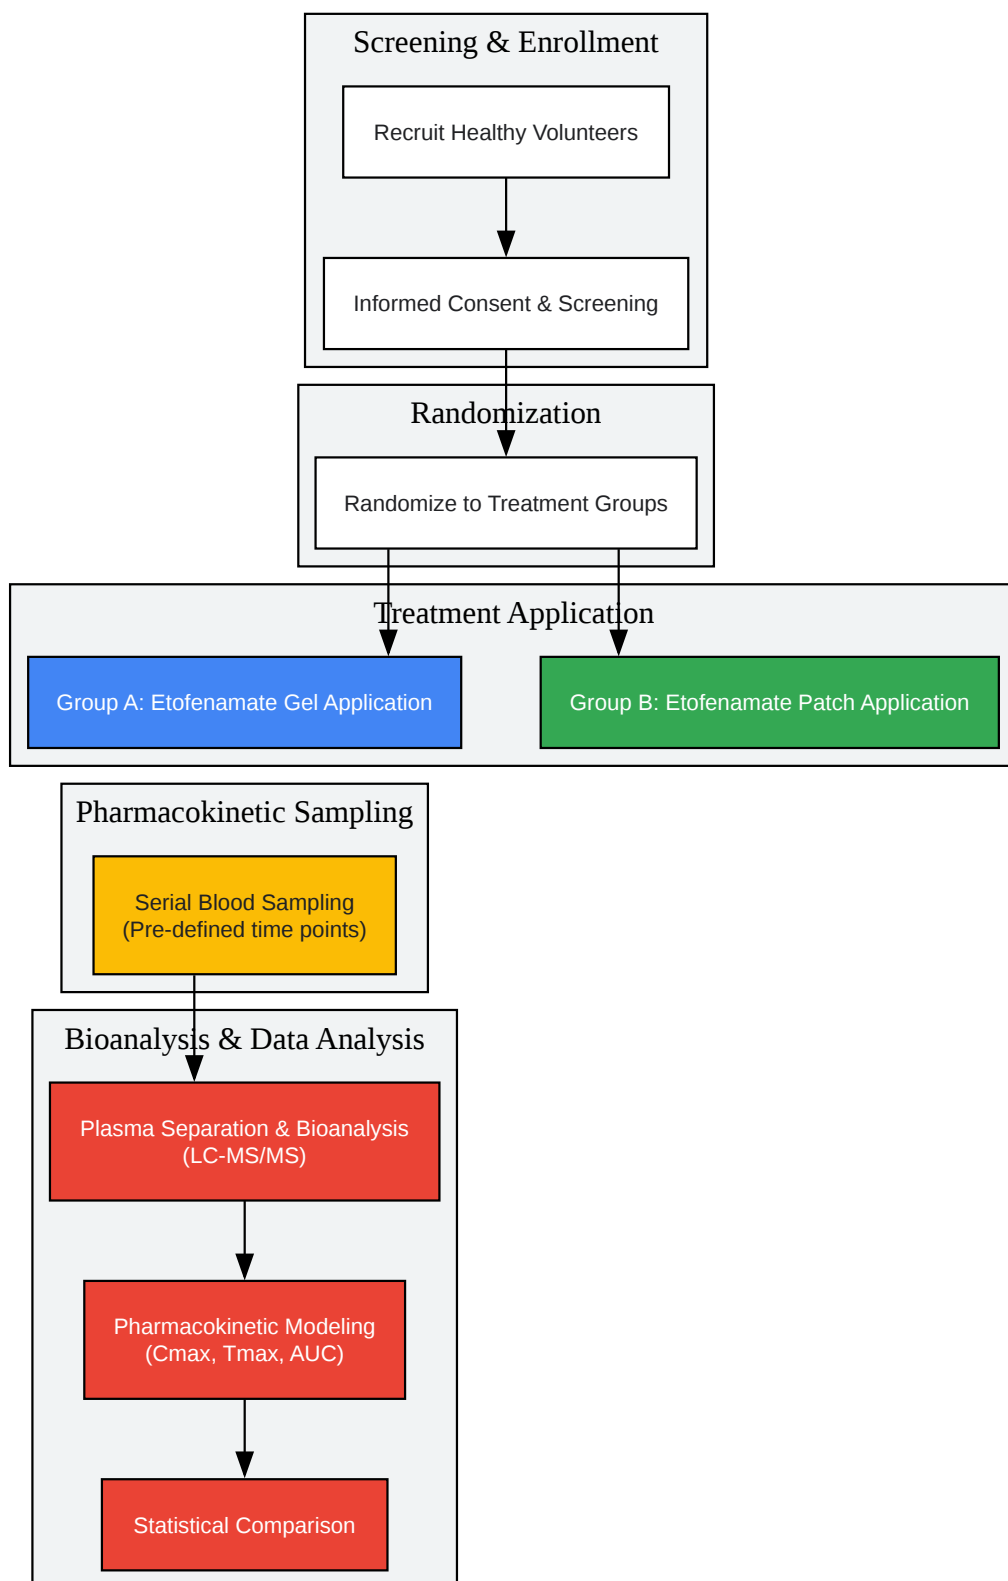 Screening & Enrollment
Recruit Healthy Volunteers
Informed Consent & Screening
Randomization
Randomize to Treatment Groups
Treatment Application
Group A: Etofenamate Gel Application
Group B: Etofenamate Patch Application
Pharmacokinetic Sampling
Serial Blood Sampling
(Pre-defined time points)
Bioanalysis & Data Analysis
Plasma Separation & Bioanalysis
(LC-MS/MS)
Pharmacokinetic Modeling
(Cmax, Tmax, AUC)
Statistical Comparison